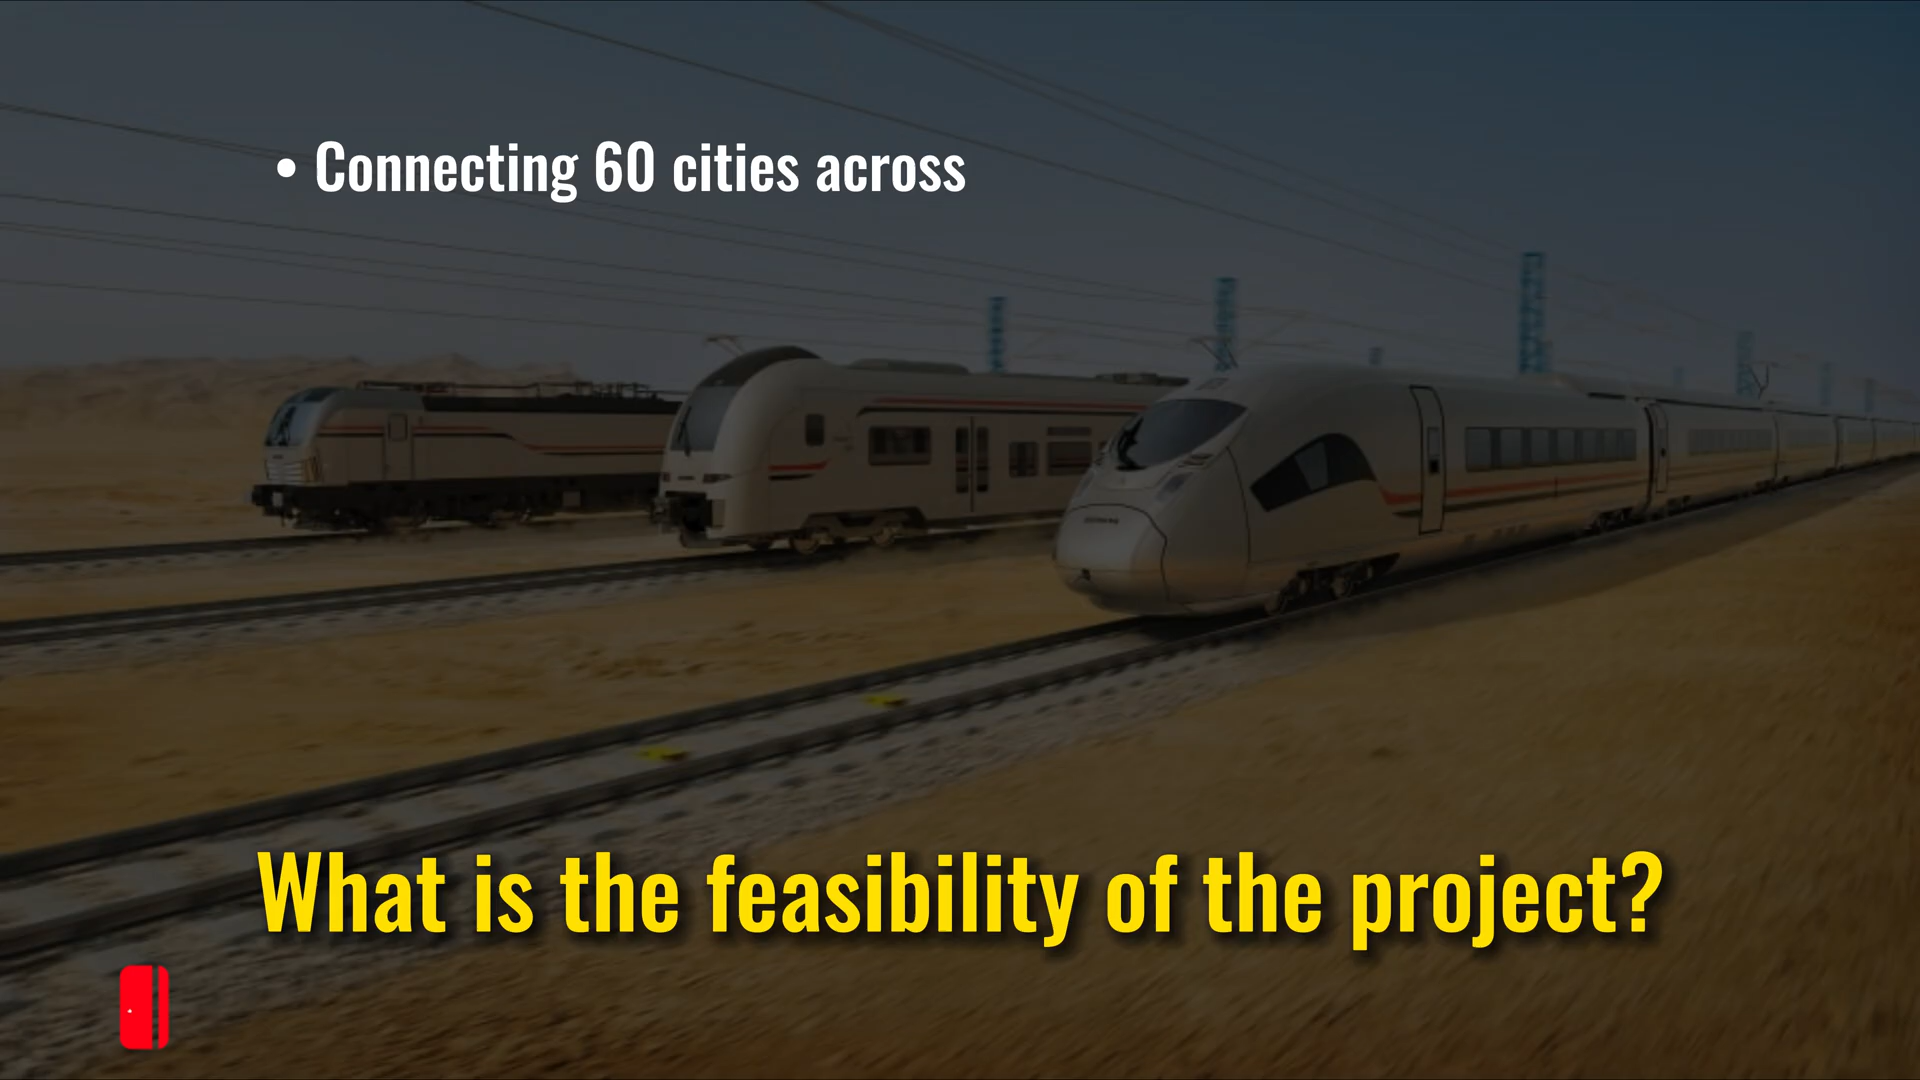 • Connecting 60 cities across
What is the feasibility of the project?